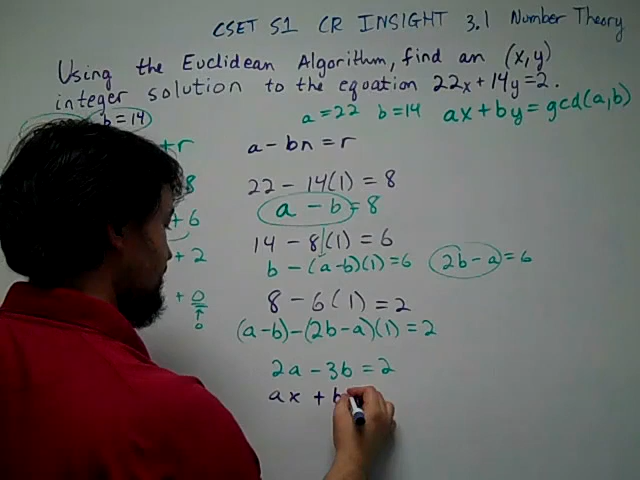 CSET S1 CR INSIGHT 3.1 Number Theory
Using the Euclidean Algorithm, find an (x,y)
integer solution to the equation 22x+14y=2.
b = 14
a = 22 b = 14 ax + by = gcd(a,b)
+r
a - bn = r
8
22 - 14(1) = 8
+ 6
a - b = 8
14 - 8(1) = 6
+ 2
b - (a-b)(1) = 6 2b - a = 6
+ 0
8 - 6(1) = 2
0
(a-b) - (2b-a)(1) = 2
2a - 3b = 2
ax + b